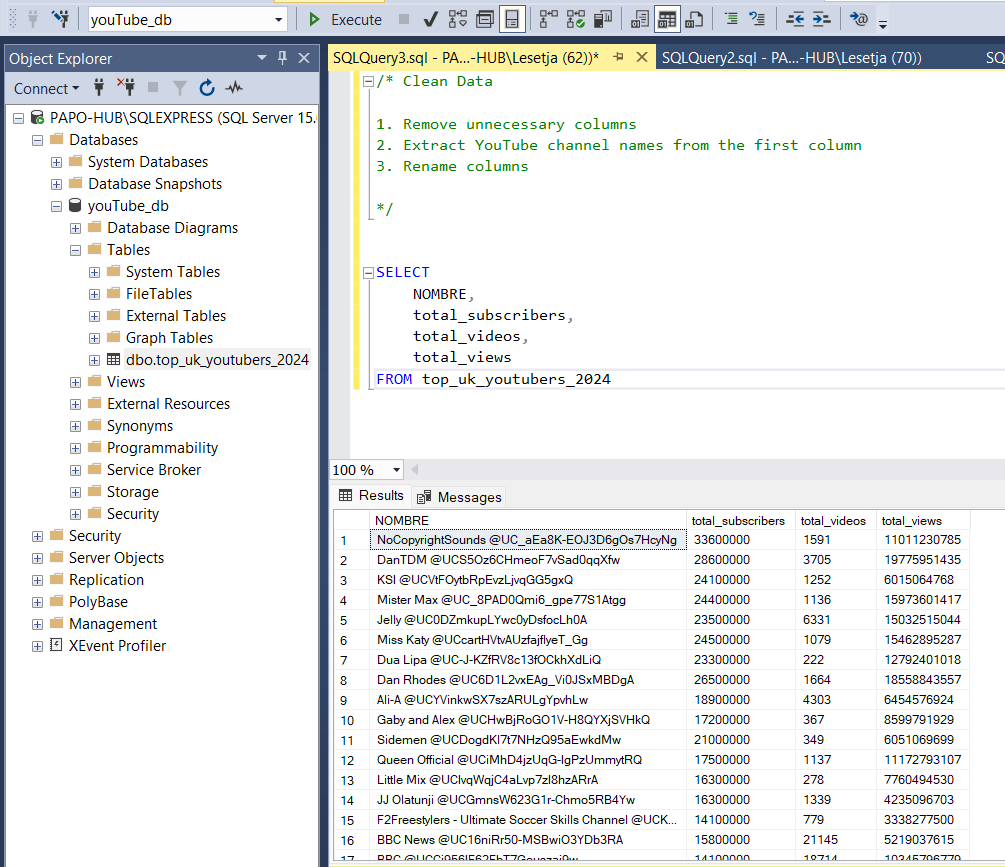 youTube_db
Execute
Object Explorer
Connect
PAPO-HUB\SQLEXPRESS (SQL Server 15.
Databases
System Databases
Database Snapshots
youTube_db
Database Diagrams
Tables
System Tables
FileTables
External Tables
Graph Tables
dbo.top_uk_youtubers_2024
Views
External Resources
Synonyms
Programmability
Service Broker
Storage
Security
Security
Server Objects
Replication
PolyBase
Management
XEvent Profiler
SQLQuery3.sql - PA...-HUB\Lesetja (62))* SQLQuery2.sql - PA...-HUB\Lesetja (70)) SQ
/* Clean Data
1. Remove unnecessary columns
2. Extract YouTube channel names from the first column
3. Rename columns
*/
SELECT
NOMBRE,
total_subscribers,
total_videos,
total_views
FROM top_uk_youtubers_2024
100 %
Results Messages
NOMBRE total_subscribers total_videos total_views
1 NoCopyrightSounds @UC_aEa8K-EOJ3D6gOs7HcyNg 33600000 1591 11011230785
2 DanTDM @UCS5Oz6CHmeoF7vSad0qqXfw 28600000 3705 19775951435
3 KSI @UCVtFOytbRpEvzLjvqGG5gxQ 24100000 1252 6015064768
4 Mister Max @UC_8PAD0Qmi6_gpe77S1Atgg 24400000 1136 15973601417
5 Jelly @UC0DZmkupLYwc0yDsfocLh0A 23500000 6331 15032515044
6 Miss Katy @UCcartHVtvAUzfajflyeT_Gg 24500000 1079 15462895287
7 Dua Lipa @UC-J-KZfRV8c13fOCkhXdLiQ 23300000 222 12792401018
8 Dan Rhodes @UC6D1L2vxEAg_Vi0JSxMBDgA 26500000 1664 18558843557
9 Ali-A @UCYVinkwSX7szARULgYpvhLw 18900000 4303 6454576924
10 Gaby and Alex @UCHwBjRoGO1V-H8QYXjSVHkQ 17200000 367 8599791929
11 Sidemen @UCDogdKl7t7NHzQ95aEwkdMw 21000000 349 6051069699
12 Queen Official @UCiMhD4jzUqG-IgPzUmmytRQ 17500000 1137 11172793107
13 Little Mix @UClvqWqjC4aLvp7zI8hzARrA 16300000 278 7760494530
14 JJ Olatunji @UCGmnsW623G1r-Chmo5RB4Yw 16300000 1339 4235096703
15 F2Freestylers - Ultimate Soccer Skills Channel @UCK... 14100000 779 3338277500
16 BBC News @UC16niRr50-MSBwiO3YDb3RA 15800000 21145 5219037615
17 BBC 14100000 18714 10345796779